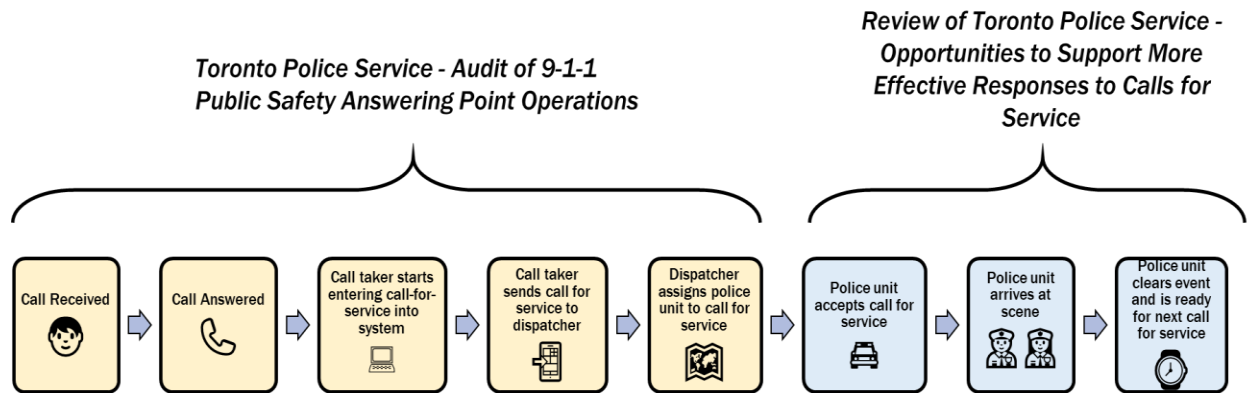 Toronto Police Service - Audit of 9-1-1
Public Safety Answering Point Operations
Review of Toronto Police Service -
Opportunities to Support More
Effective Responses to Calls for
Service
Call Received
Call Answered
Call taker starts
entering call-for-
service into
system
Call taker
sends call for
service to
dispatcher
Dispatcher
assigns police
unit to call for
service
Police unit
accepts call for
service
Police unit
arrives at
scene
Police unit
clears event
and is ready
for next call
for service